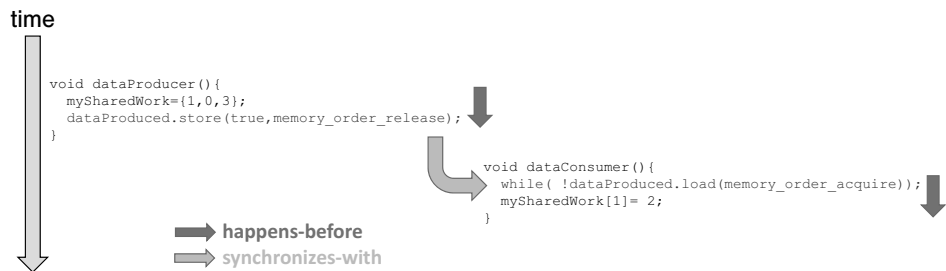 time
void dataProducer(){
  mySharedWork={1,0,3};
  dataProduced.store(true,memory_order_release);
}
void dataConsumer(){
  while( !dataProduced.load(memory_order_acquire));
  mySharedWork[1]= 2;
}
happens-before
synchronizes-with